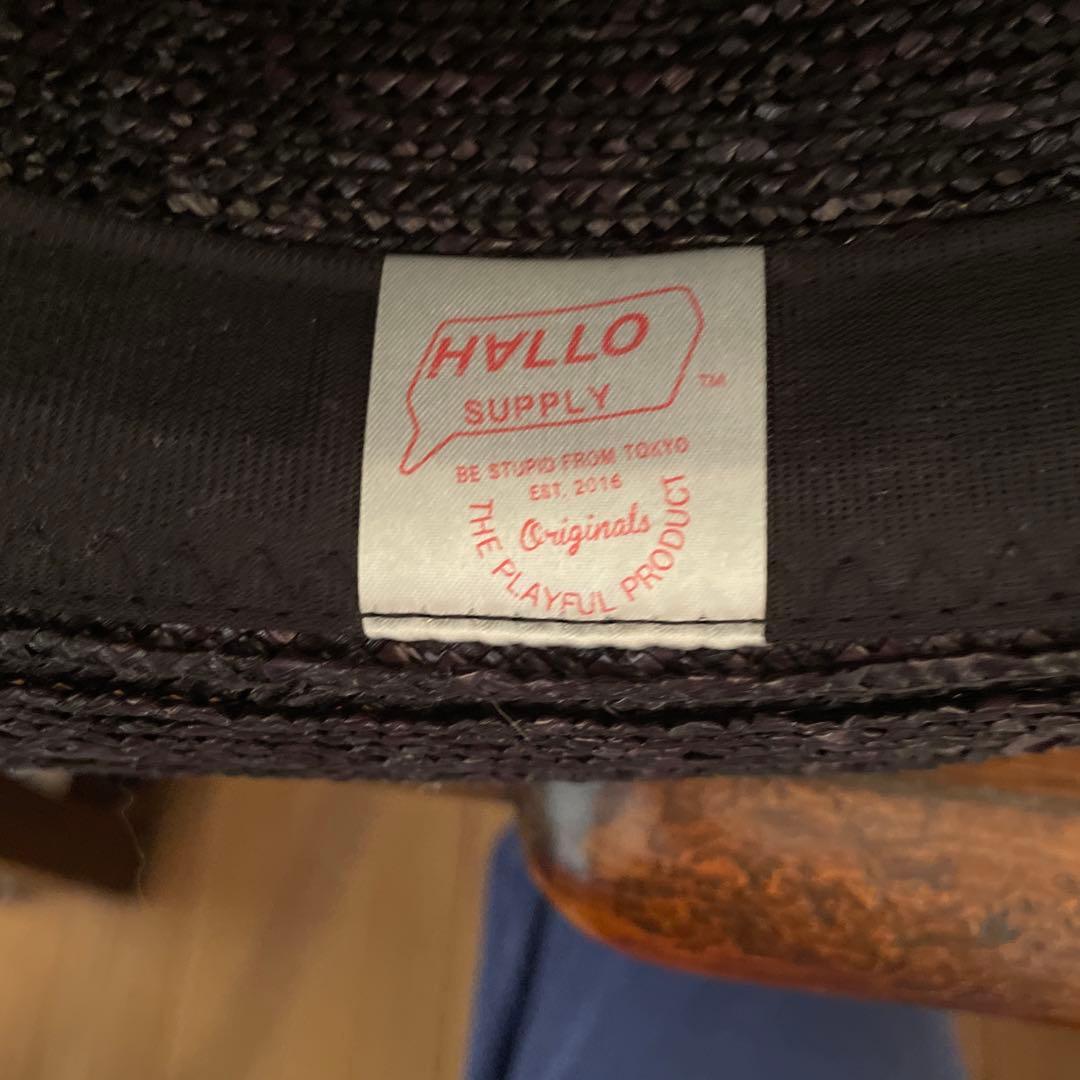 HALLO
SUPPLY
TM
BE STUPID FROM TOKYO
EST. 2016
Originals
THE PLAYFUL PRODUCT